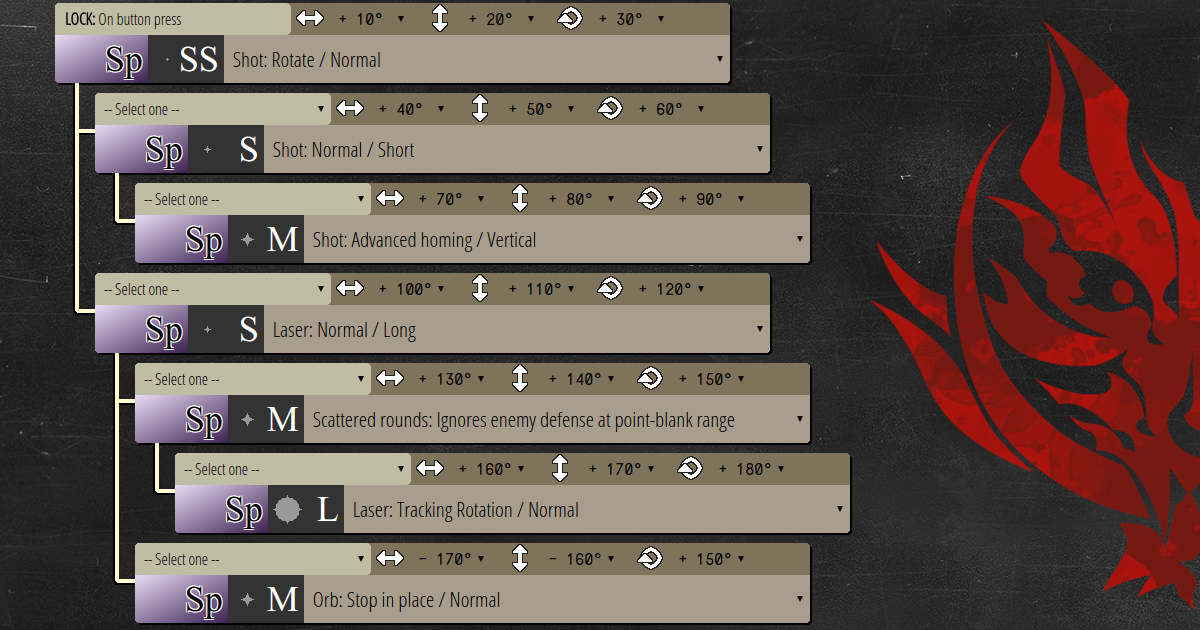 LOCK: On button press + 10° + 20° + 30°
Sp SS Shot: Rotate / Normal
-- Select one -- + 40° + 50° + 60°
Sp S Shot: Normal / Short
-- Select one -- + 70° + 80° + 90°
Sp M Shot: Advanced homing / Vertical
-- Select one -- + 100° + 110° + 120°
Sp S Laser: Normal / Long
-- Select one -- + 130° + 140° + 150°
Sp M Scattered rounds: Ignores enemy defense at point-blank range
-- Select one -- + 160° + 170° + 180°
Sp L Laser: Tracking Rotation / Normal
-- Select one -- − 170° − 160° + 150°
Sp M Orb: Stop in place / Normal